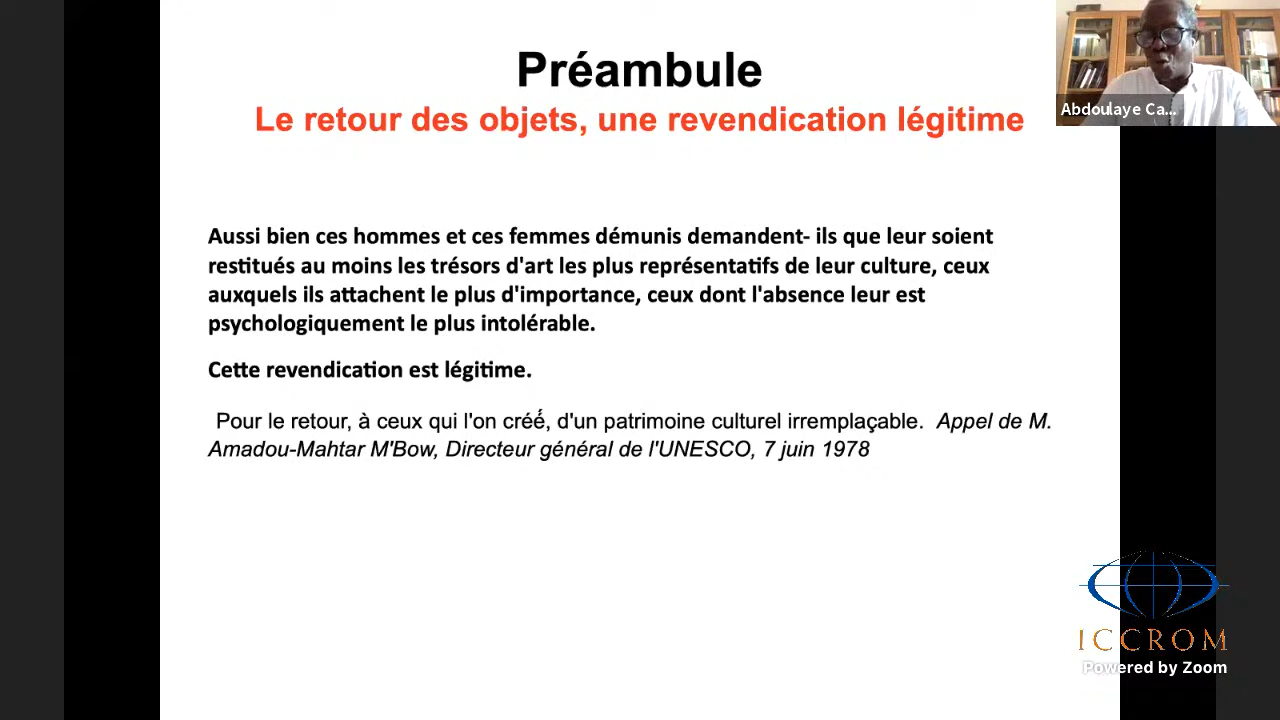 Préambule
Le retour des objets, une revendication légitime
Abdoulaye Ca...
Aussi bien ces hommes et ces femmes démunis demandent- ils que leur soient
restitués au moins les trésors d'art les plus représentatifs de leur culture, ceux
auxquels ils attachent le plus d'importance, ceux dont l'absence leur est
psychologiquement le plus intolérable.
Cette revendication est légitime.
Pour le retour, à ceux qui l'on créé́, d'un patrimoine culturel irremplaçable. Appel de M.
Amadou-Mahtar M'Bow, Directeur général de l'UNESCO, 7 juin 1978
ICCROM
Powered by Zoom